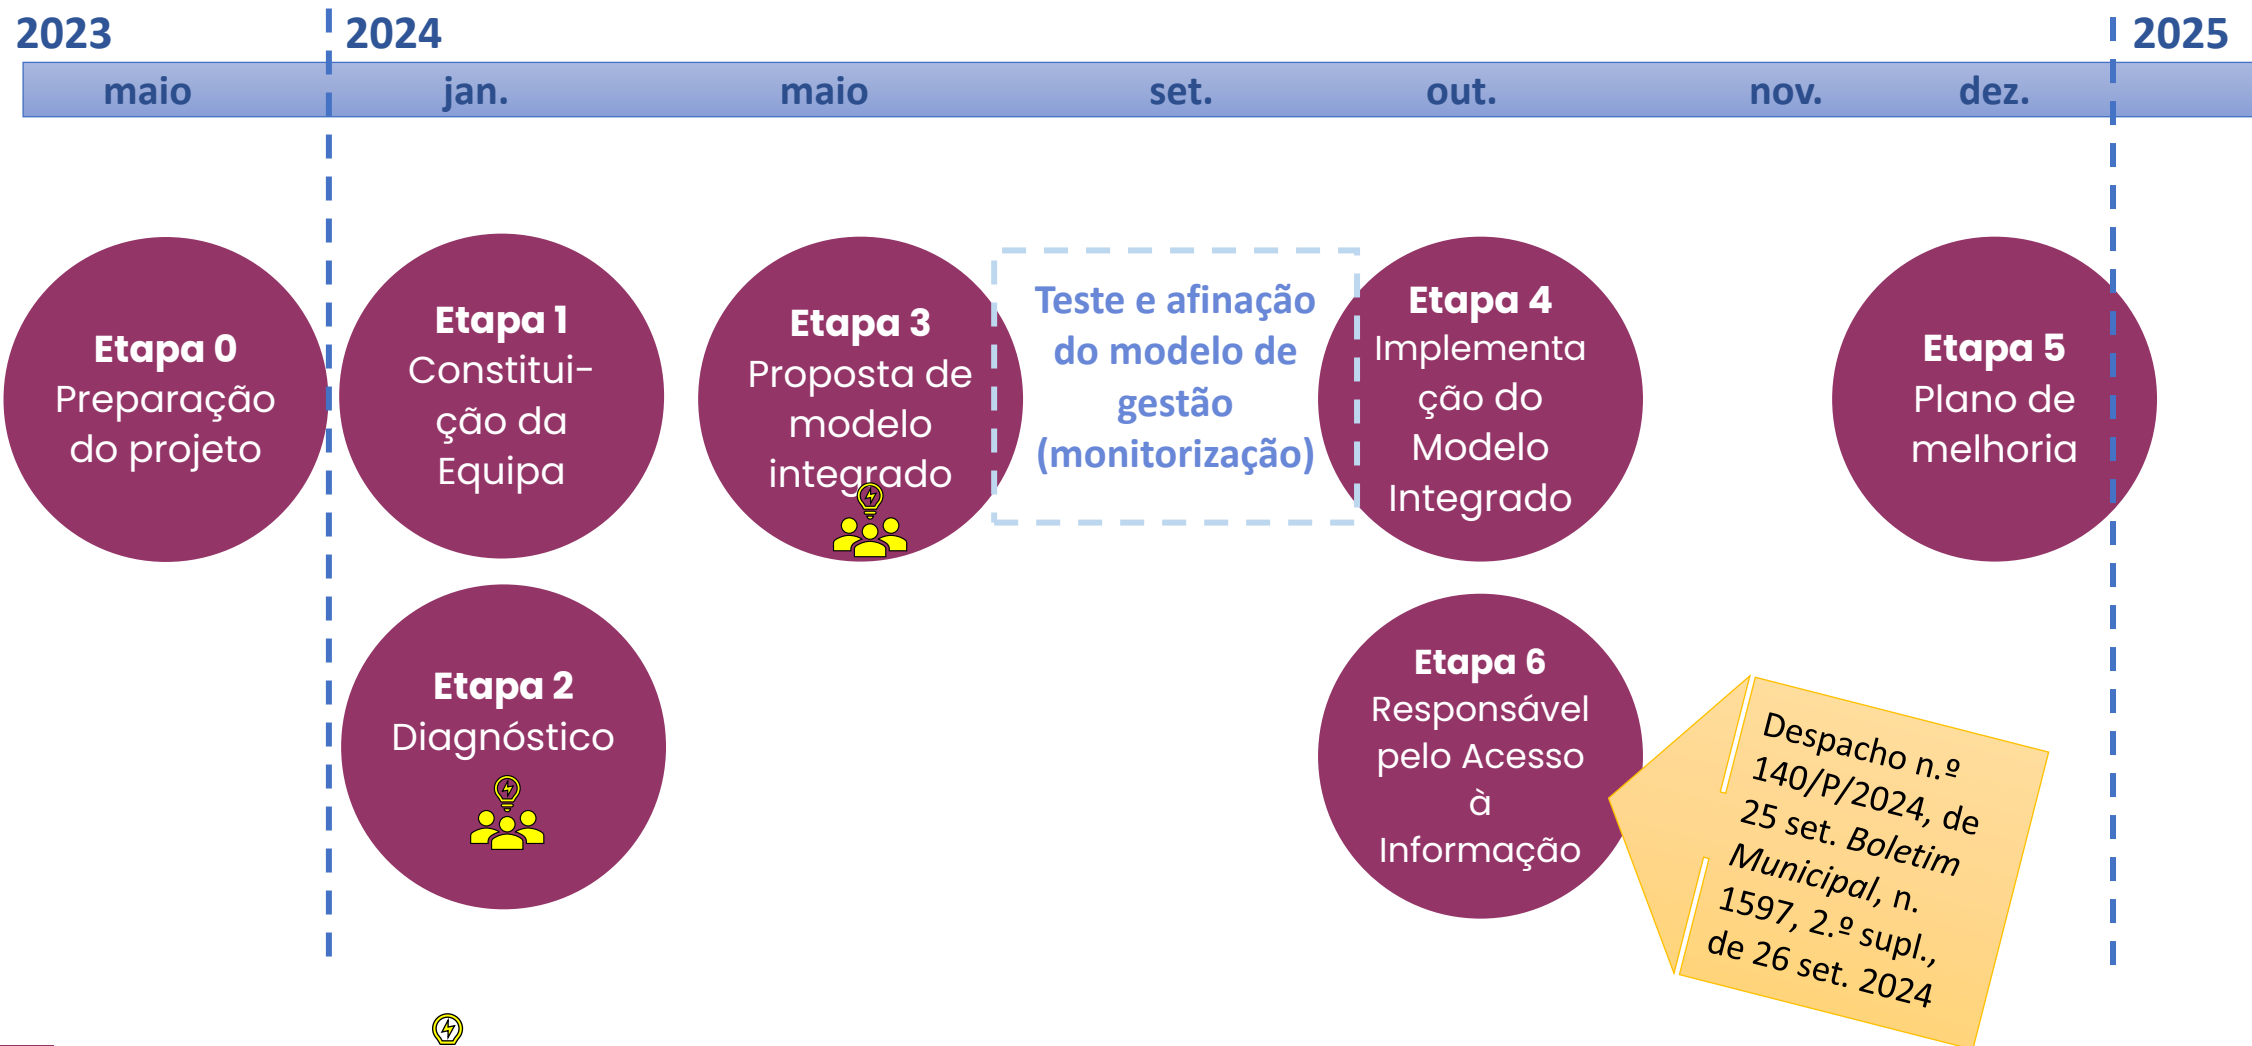 2023
2024
2025
maio
jan.
maio
set.
out.
nov.
dez.
Etapa 0
Preparação
do projeto
Etapa 1
Constitui-
ção da
Equipa
Etapa 2
Diagnóstico
Etapa 3
Proposta de
modelo
integrado
Teste e afinação
do modelo de
gestão
(monitorização)
Etapa 4
Implementa
ção do
Modelo
Integrado
Etapa 6
Responsável
pelo Acesso
à
Informação
Despacho n.º
140/P/2024, de
25 set. Boletim
Municipal, n.
1597, 2.º supl.,
de 26 set. 2024
Etapa 5
Plano de
melhoria